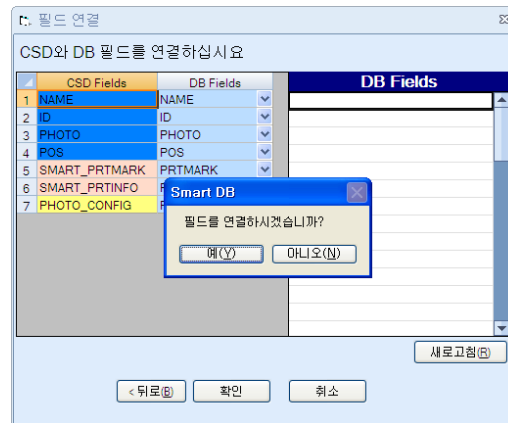 필드 연결
CSD와 DB 필드를 연결하십시요
CSD Fields DB Fields DB Fields
1 NAME NAME
2 ID ID
3 PHOTO PHOTO
4 POS POS
5 SMART_PRTMARK PRTMARK
6 SMART_PRTINFO
7 PHOTO_CONFIG
Smart DB
필드를 연결하시겠습니까?
예(Y) 아니오(N)
새로고침(R)
<뒤로(B) 확인 취소